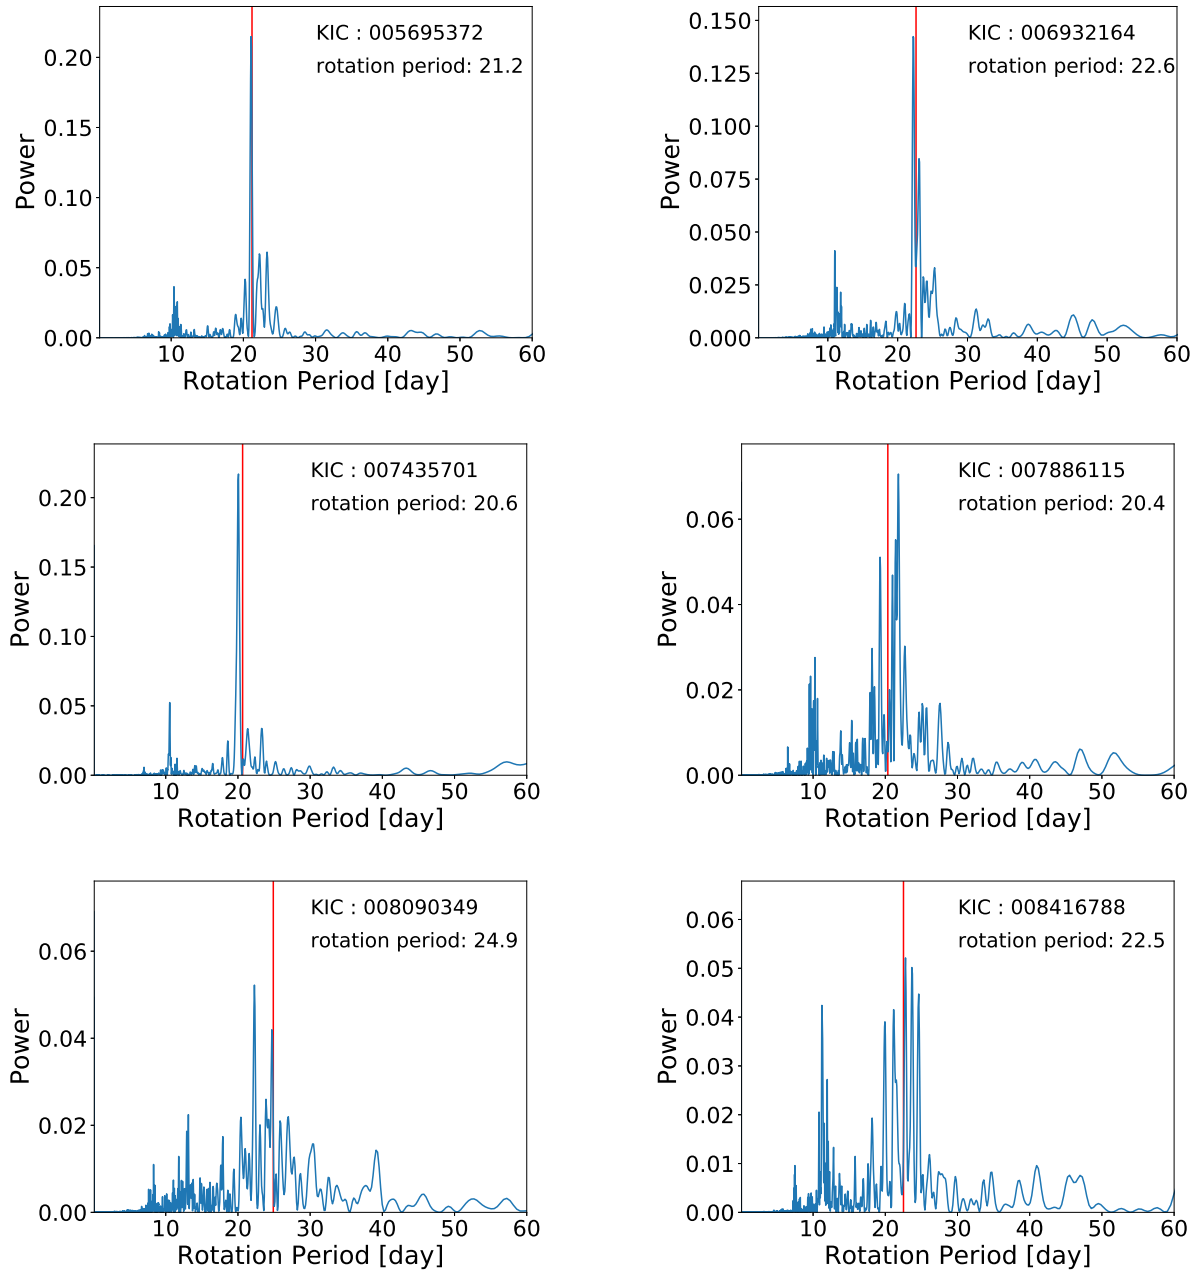 KIC : 005695372
rotation period: 21.2
0.20
0.15
0.10
0.05
0.00
Power
10 20 30 40 50 60
Rotation Period [day]
KIC : 006932164
rotation period: 22.6
0.150
0.125
0.100
0.075
0.050
0.025
0.000
Power
10 20 30 40 50 60
Rotation Period [day]
KIC : 007435701
rotation period: 20.6
0.20
0.15
0.10
0.05
0.00
Power
10 20 30 40 50 60
Rotation Period [day]
KIC : 007886115
rotation period: 20.4
0.06
0.04
0.02
0.00
Power
10 20 30 40 50 60
Rotation Period [day]
KIC : 008090349
rotation period: 24.9
0.06
0.04
0.02
0.00
Power
10 20 30 40 50 60
Rotation Period [day]
KIC : 008416788
rotation period: 22.5
0.06
0.05
0.04
0.03
0.02
0.01
0.00
Power
10 20 30 40 50 60
Rotation Period [day]